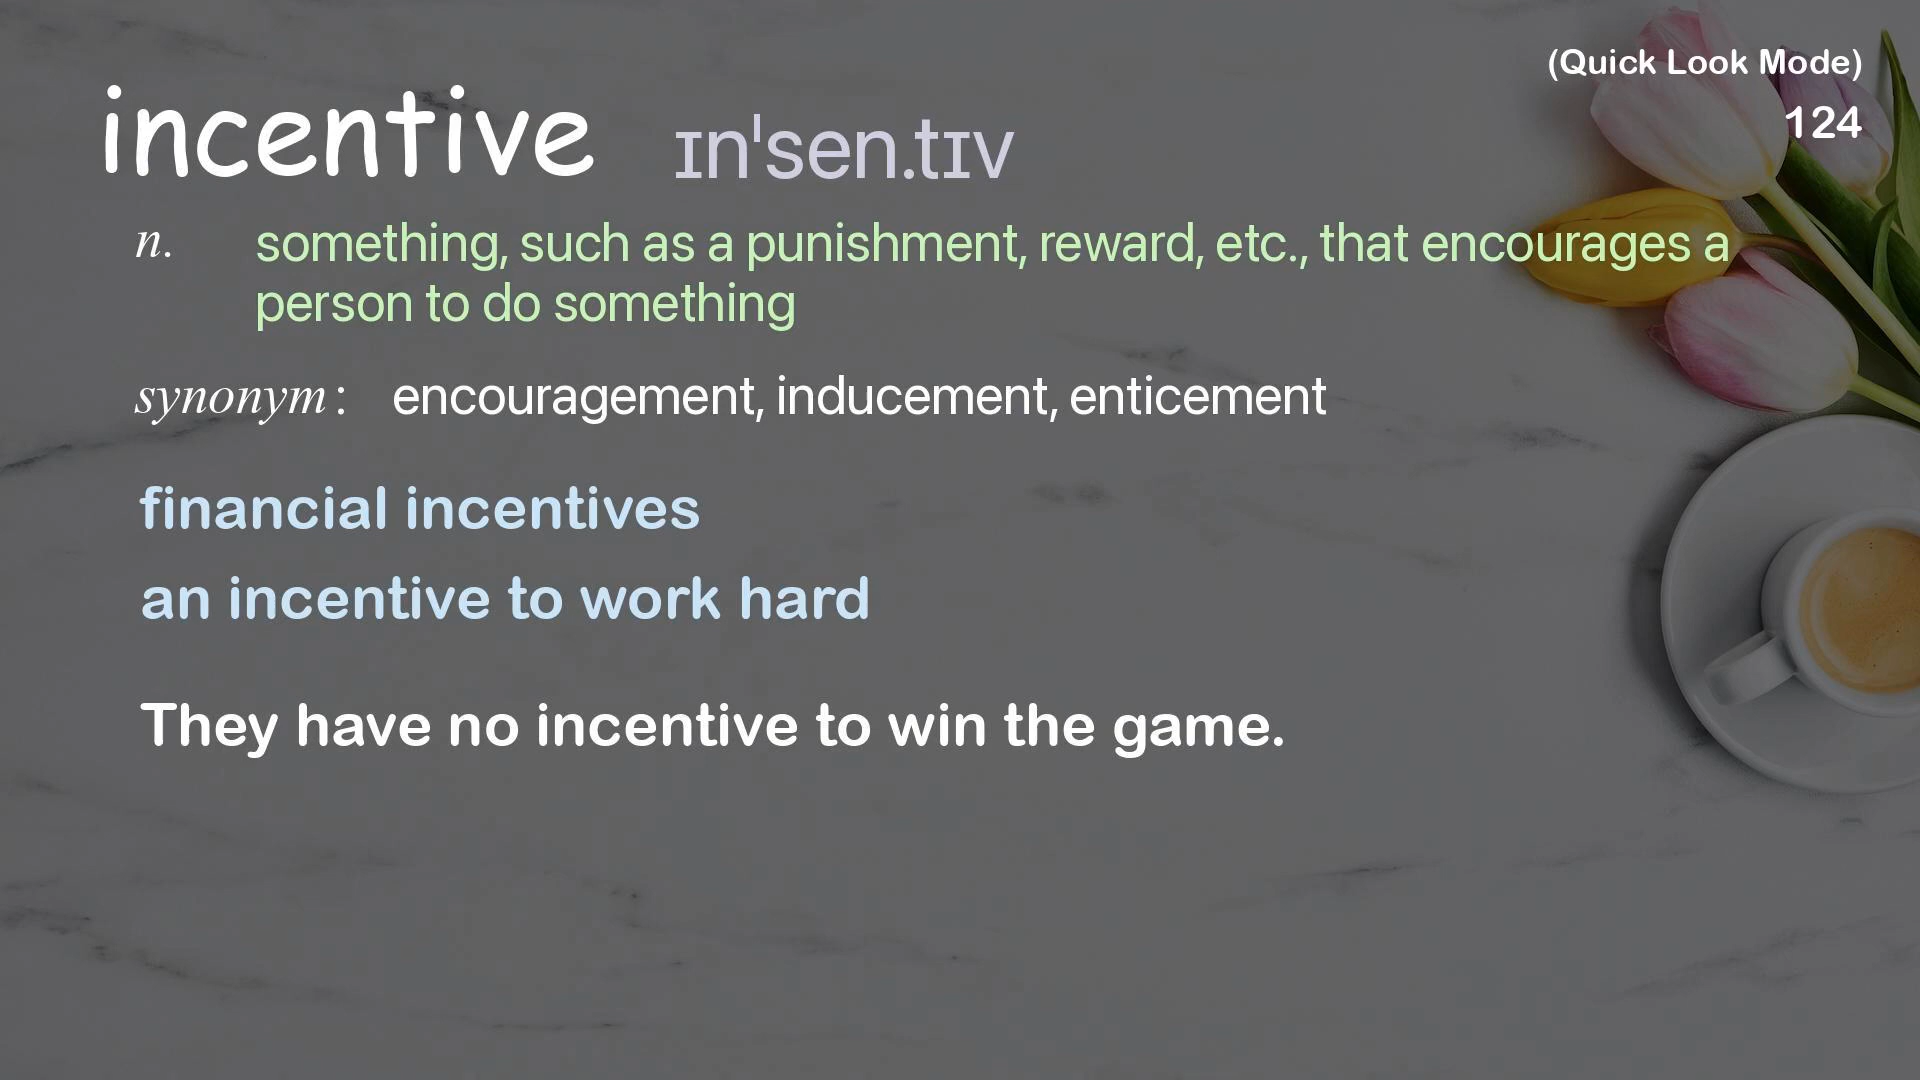 (Quick Look Mode)
124
incentive ɪnˈsen.tɪv
n. something, such as a punishment, reward, etc., that encourages a
person to do something
synonym: encouragement, inducement, enticement
financial incentives
an incentive to work hard
They have no incentive to win the game.